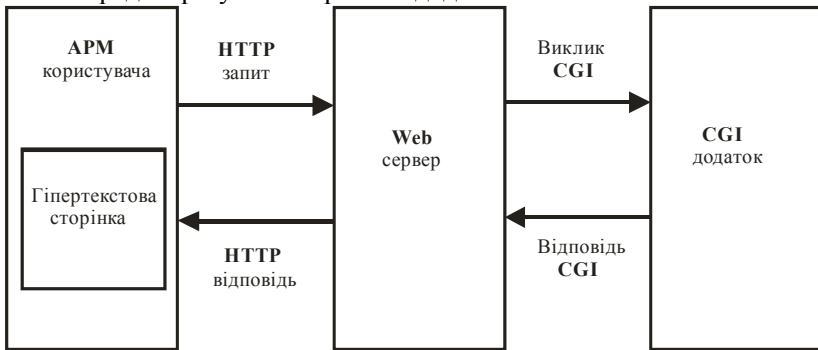 АРМ
користувача
Гіпертекстова
сторінка
HTTP
запит
HTTP
відповідь
Web
сервер
Виклик
CGI
Відповідь
CGI
CGI
додаток